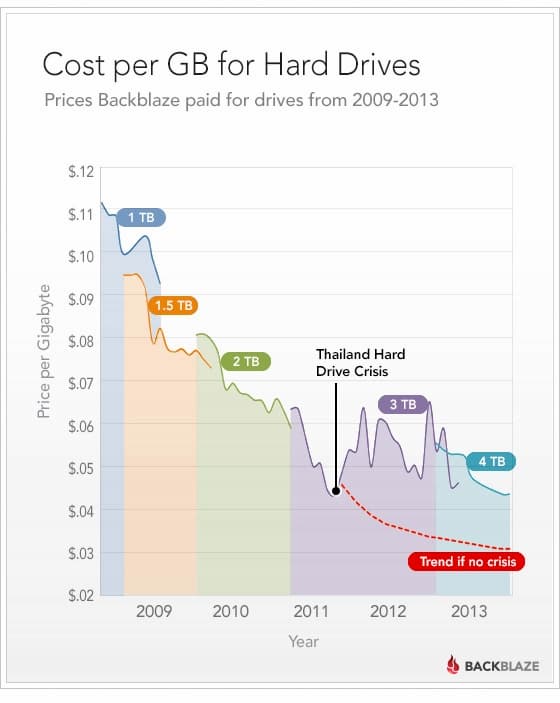 Cost per GB for Hard Drives
Prices Backblaze paid for drives from 2009-2013
$.12
$.11
$.10
$.09
$.08
$.07
$.06
$.05
$.04
$.03
$.02
Price per Gigabyte
1 TB
1.5 TB
2 TB
Thailand Hard
Drive Crisis
3 TB
4 TB
Trend if no crisis
2009
2010
2011
2012
2013
Year
BACKBLAZE